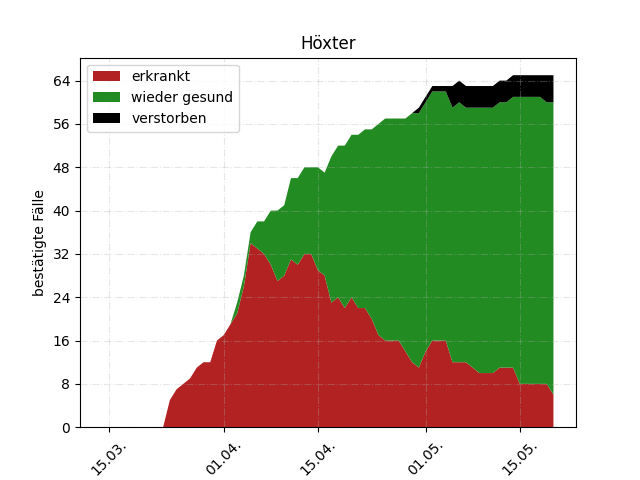 Höxter
erkrankt
wieder gesund
verstorben
bestätigte Fälle
64
56
48
40
32
24
16
8
0
15.03.
01.04.
15.04.
01.05.
15.05.